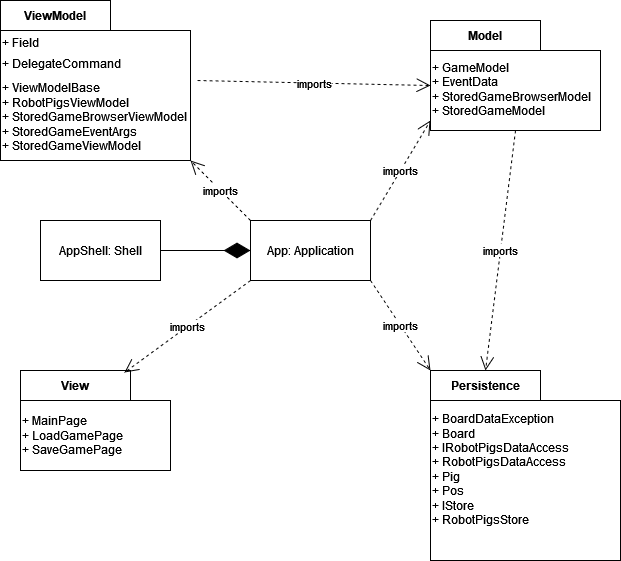 ViewModel
+ Field
+ DelegateCommand
+ ViewModelBase
+ RobotPigsViewModel
+ StoredGameBrowserViewModel
+ StoredGameEventArgs
+ StoredGameViewModel
Model
+ GameModel
+ EventData
+ StoredGameBrowserModel
+ StoredGameModel
imports
imports
imports
AppShell: Shell
App: Application
imports
imports
imports
View
+ MainPage
+ LoadGamePage
+ SaveGamePage
Persistence
+ BoardDataException
+ Board
+ IRobotPigsDataAccess
+ RobotPigsDataAccess
+ Pig
+ Pos
+ IStore
+ RobotPigsStore